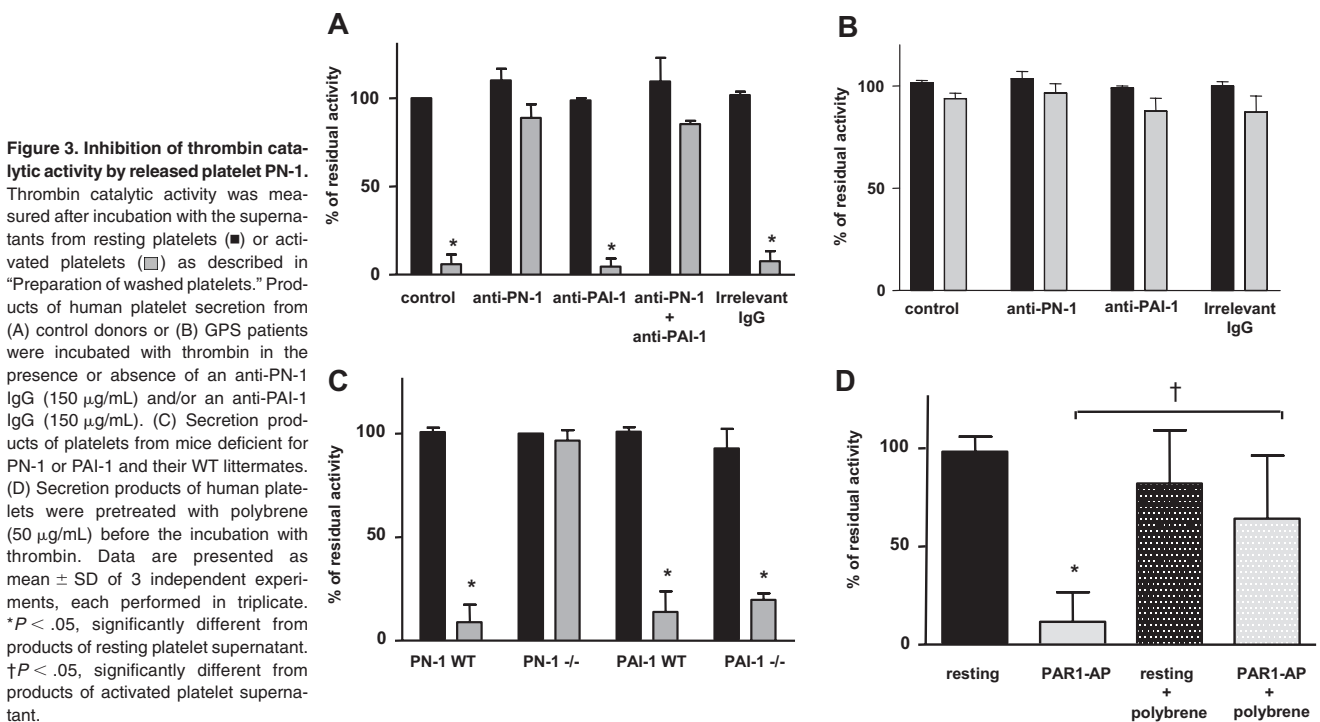 Figure 3. Inhibition of thrombin cata-
lytic activity by released platelet PN-1.
Thrombin catalytic activity was mea-
sured after incubation with the superna-
tants from resting platelets (■) or acti-
vated platelets (□) as described in
“Preparation of washed platelets.” Prod-
ucts of human platelet secretion from
(A) control donors or (B) GPS patients
were incubated with thrombin in the
presence or absence of an anti-PN-1
IgG (150 μg/mL) and/or an anti-PAI-1
IgG (150 μg/mL). (C) Secretion prod-
ucts of platelets from mice deficient for
PN-1 or PAI-1 and their WT littermates.
(D) Secretion products of human plate-
lets were pretreated with polybrene
(50 μg/mL) before the incubation with
thrombin. Data are presented as
mean ± SD of 3 independent experi-
ments, each performed in triplicate.
*P < .05, significantly different from
products of resting platelet supernatant.
†P < .05, significantly different from
products of activated platelet superna-
tant.
A
% of residual activity
100
50
0
* * *
control anti-PN-1 anti-PAI-1 anti-PN-1 Irrelevant
+ IgG
anti-PAI-1
B
% of residual activity
100
50
0
control anti-PN-1 anti-PAI-1 Irrelevant
IgG
C
% of residual activity
100
50
0
* * *
PN-1 WT PN-1 -/- PAI-1 WT PAI-1 -/-
D
% of residual activity
100
50
0
†
*
resting PAR1-AP resting PAR1-AP
+ +
polybrene polybrene